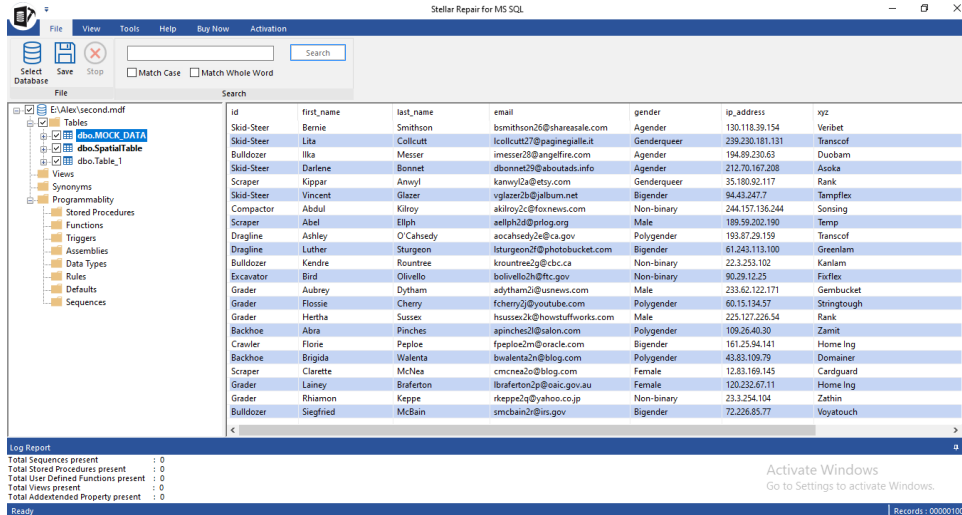 Stellar Repair for MS SQL
File View Tools Help Buy Now Activation
Select Database
Save
Stop
Search
Match Case
Match Whole Word
File
Search
E:\Alex\second.mdf
Tables
dbo.MOCK_DATA
dbo.SpatialTable
dbo.Table_1
Views
Synonyms
Programmablity
Stored Procedures
Functions
Triggers
Assemblies
Data Types
Rules
Defaults
Sequences
id first_name last_name email gender ip_address xyz
Skid-Steer Bernie Smithson bsmithson26@shareasale.com Agender 130.118.39.154 Veribet
Skid-Steer Lita Collcutt lcollcutt27@paginegialle.it Genderqueer 239.230.181.131 Transcof
Bulldozer Ilka Messer imesser28@angelfire.com Agender 194.89.230.63 Duobam
Skid-Steer Darlene Bonnet dbonnet29@aboutads.info Agender 212.70.167.208 Asoka
Scraper Kippar Anwyl kanwyl2a@etsy.com Genderqueer 35.180.92.117 Rank
Skid-Steer Vincent Glazer vglazer2b@jalbum.net Bigender 94.43.247.7 Tampflex
Compactor Abdul Kilroy akilroy2c@foxnews.com Non-binary 244.157.136.244 Sonsing
Scraper Abel Ellph aellph2d@prlog.org Male 189.59.202.190 Temp
Dragline Ashley O'Cahsedy aocahsedy2e@ca.gov Polygender 193.87.29.159 Transcof
Dragline Luther Sturgeon lsturgeon2f@photobucket.com Bigender 61.243.113.100 Greenlam
Bulldozer Kendre Rountree krountree2g@cbc.ca Non-binary 22.3.253.102 Kanlam
Excavator Bird Olivello bolivello2h@ftc.gov Non-binary 90.29.12.25 Fixflex
Grader Aubrey Dytham adytham2i@usnews.com Male 233.62.122.171 Gembucket
Grader Flossie Cherry fcherry2j@youtube.com Polygender 60.15.134.57 Stringtough
Grader Hertha Sussex hsussex2k@howstuffworks.com Male 225.127.226.54 Rank
Backhoe Abra Pinches apinches2l@salon.com Polygender 109.26.40.30 Zamit
Crawler Florie Peploe fpeploe2m@oracle.com Bigender 161.25.94.141 Home Ing
Backhoe Brigida Walenta bwalenta2n@blog.com Polygender 43.83.109.79 Domainer
Scraper Clarette McNea cmcnea2o@blog.com Female 12.83.169.145 Cardguard
Grader Lainey Braferton lbraferton2p@oaic.gov.au Female 120.232.67.11 Home Ing
Grader Rhiamon Keppe rkeppe2q@yahoo.co.jp Non-binary 23.3.254.104 Zathin
Bulldozer Siegfried McBain smcbain2r@irs.gov Bigender 72.226.85.77 Voyatouch
Log Report
Total Sequences present : 0
Total Stored Procedures present : 0
Total User Defined Functions present : 0
Total Views present : 0
Total Addextended Property present : 0
Activate Windows
Go to Settings to activate Windows.
Ready
Records : 00000100